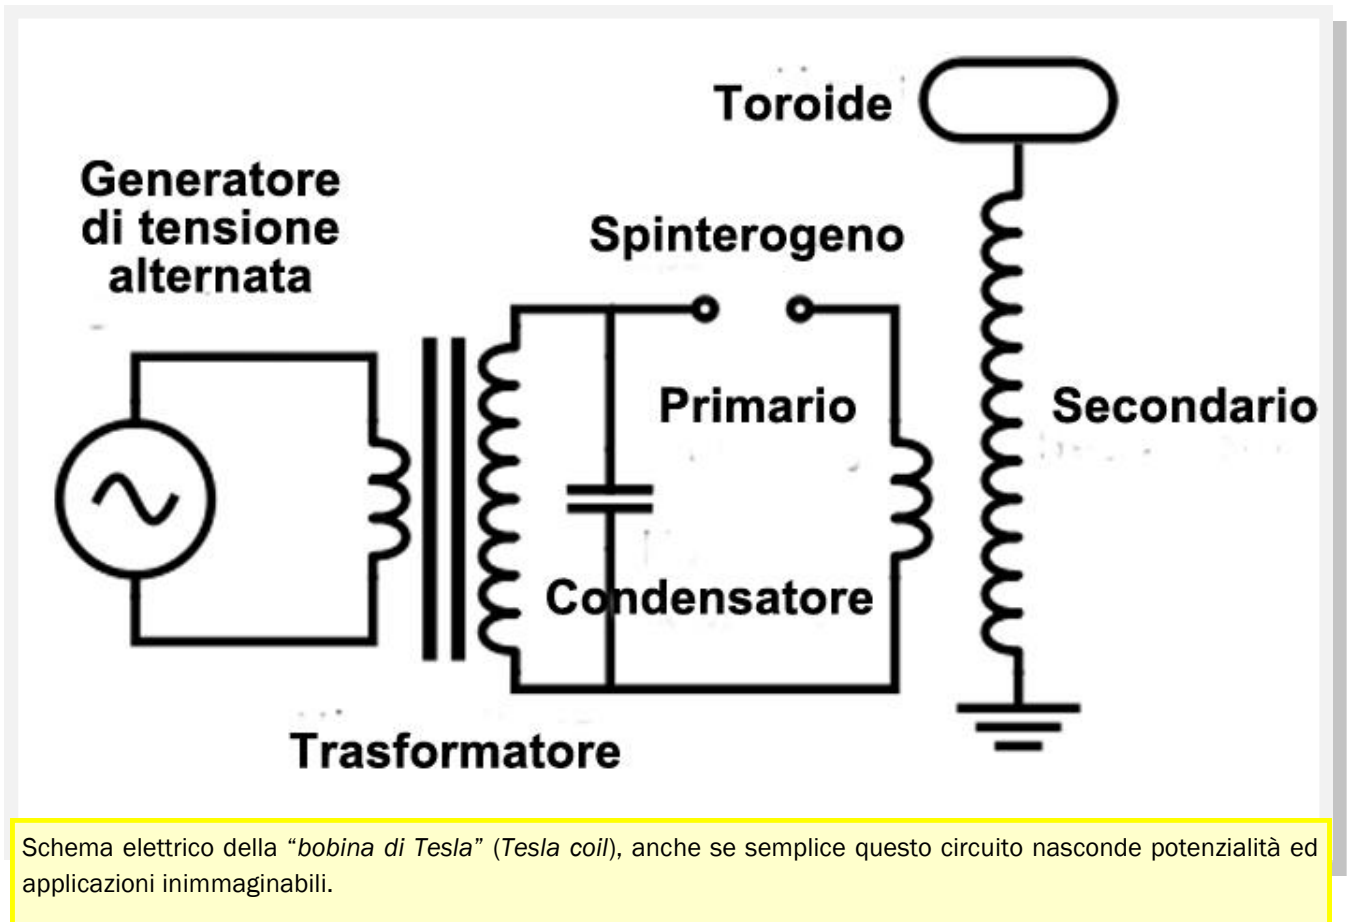 Toroide
Generatore
di tensione
alternata
Spinterogeno
Primario
Secondario
Condensatore
Trasformatore
Schema elettrico della “bobina di Tesla” (Tesla coil), anche se semplice questo circuito nasconde potenzialità ed
applicazioni inimmaginabili.